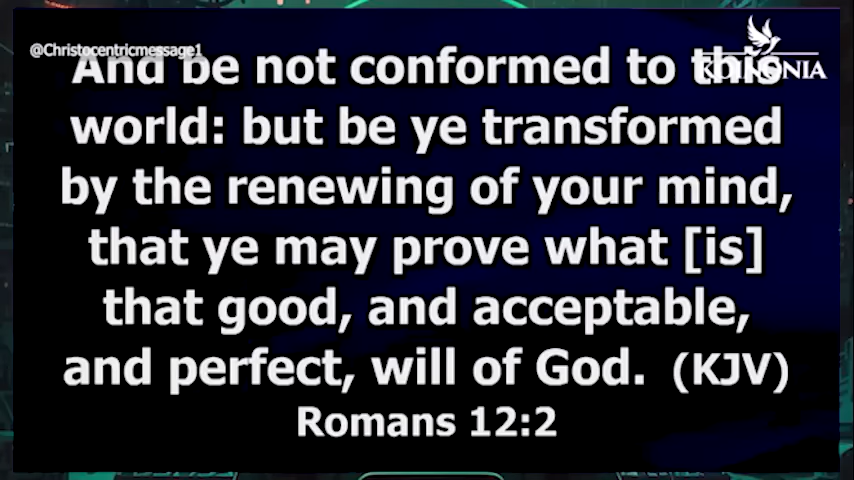 @Christocentricmessage1
KOINONIA
And be not conformed to this
world: but be ye transformed
by the renewing of your mind,
that ye may prove what [is]
that good, and acceptable,
and perfect, will of God. (KJV)
Romans 12:2